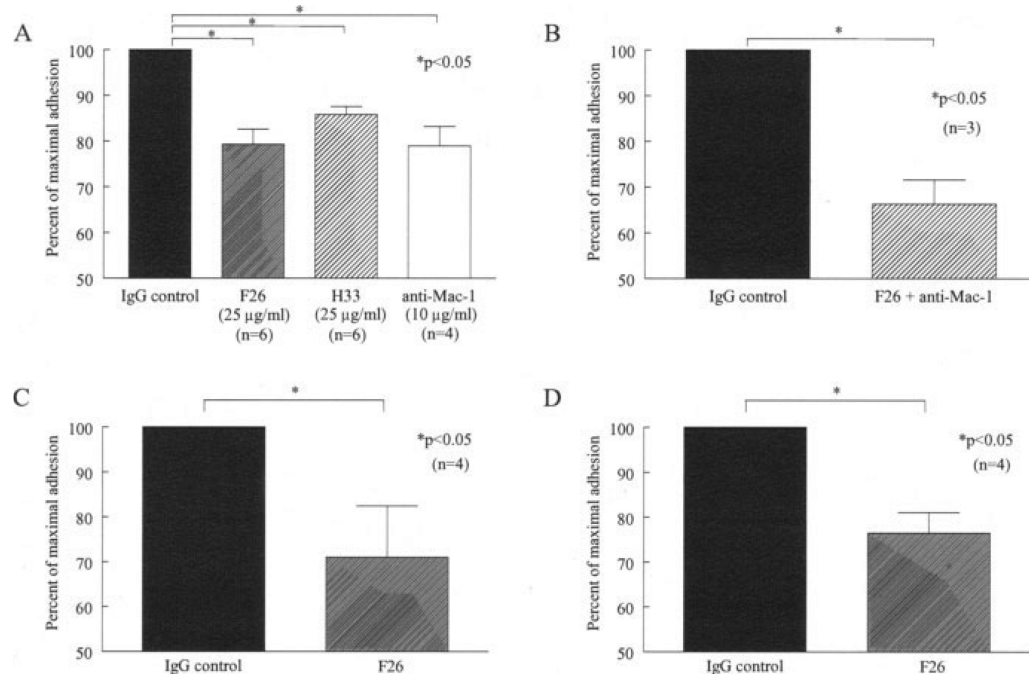 A
*
*
*
Percent of maximal adhesion
100
90
80
70
60
50
*p<0.05
IgG control
F26
(25 µg/ml)
(n=6)
H33
(25 µg/ml)
(n=6)
anti-Mac-1
(10 µg/ml)
(n=4)
B
*
Percent of maximal adhesion
100
90
80
70
60
50
*p<0.05
(n=3)
IgG control
F26 + anti-Mac-1
C
*
Percent of maximal adhesion
100
90
80
70
60
50
*p<0.05
(n=4)
IgG control
F26
D
*
Percent of maximal adhesion
100
90
80
70
60
50
*p<0.05
(n=4)
IgG control
F26